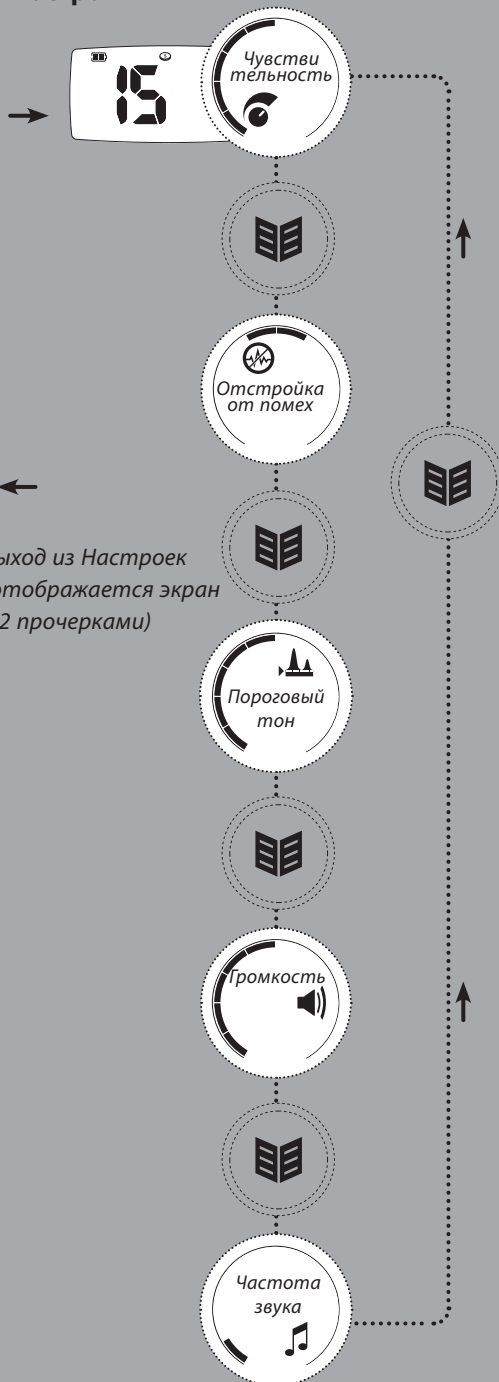 15
Чувстви
тельность
Отстройка
от помех
ыход из Настроек
отображается экран
2 прочерками)
Пороговый
тон
Громкость
Частота
звука